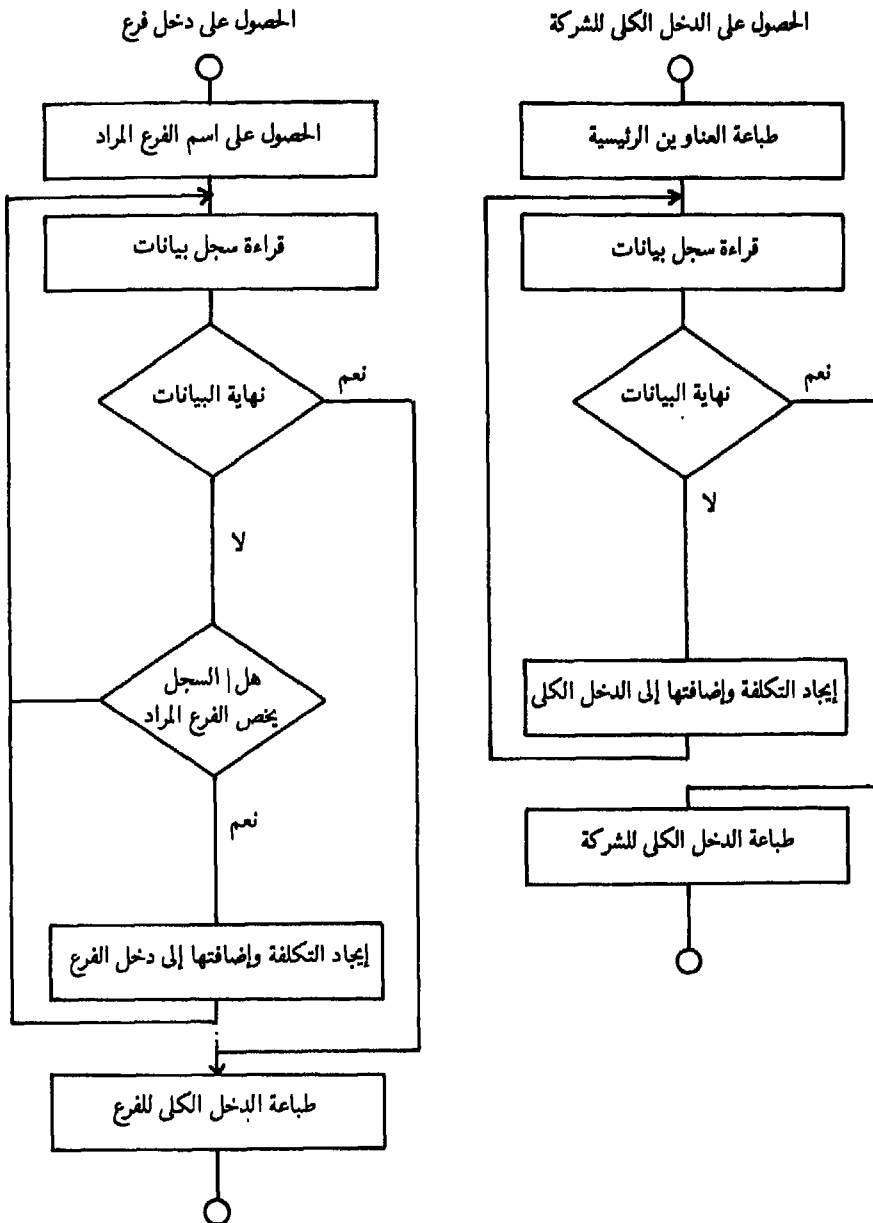 الحصول على الدخل الكلى للشركة
طباعة العناو ين الرئيسية
قراءة سجل بيانات
نهاية البيانات
نعم
لا
إيجاد التكلفة وإضافتها إلى الدخل الكلى
طباعة الدخل الكلى للشركة
الحصول على دخل فرع
الحصول على اسم الفرع المراد
قراءة سجل بيانات
نهاية البيانات
نعم
لا
هل السجل
يخص الفرع المراد
نعم
إيجاد التكلفة وإضافتها إلى دخل الفرع
طباعة الدخل الكلى للفرع